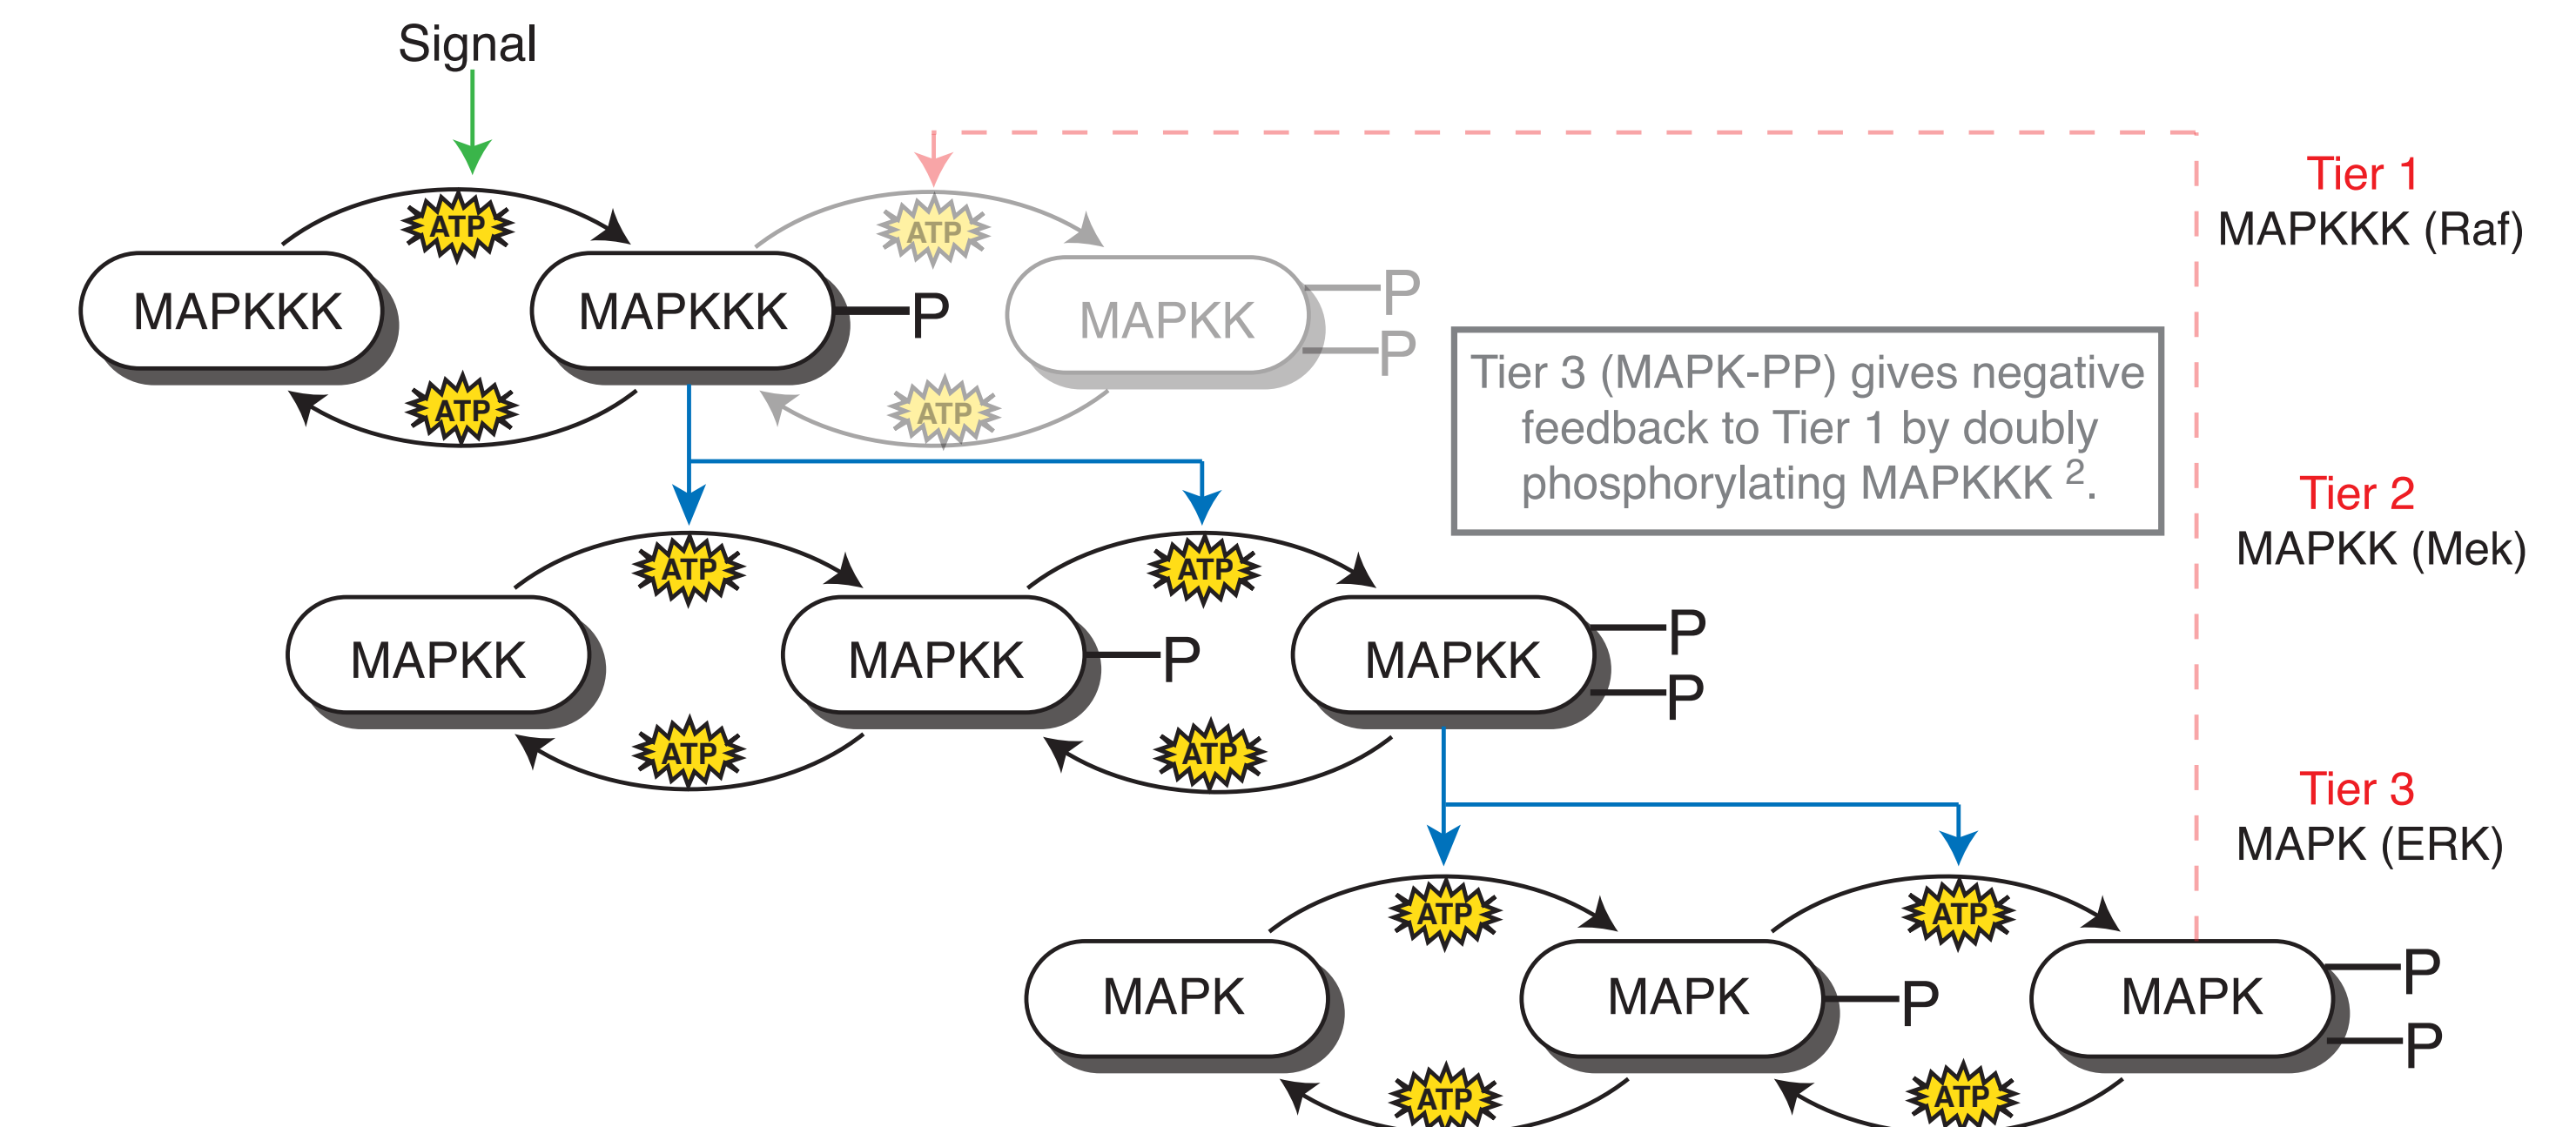 Signal
Tier 1
MAPKKK (Raf)
ATP
ATP
MAPKKK
MAPKKK
P
MAPKK
P
P
ATP
ATP
Tier 3 (MAPK-PP) gives negative
feedback to Tier 1 by doubly
phosphorylating MAPKKK 2.
Tier 2
MAPKK (Mek)
ATP
ATP
MAPKK
MAPKK
P
MAPKK
P
P
ATP
ATP
Tier 3
MAPK (ERK)
ATP
ATP
MAPK
MAPK
P
MAPK
P
P
ATP
ATP